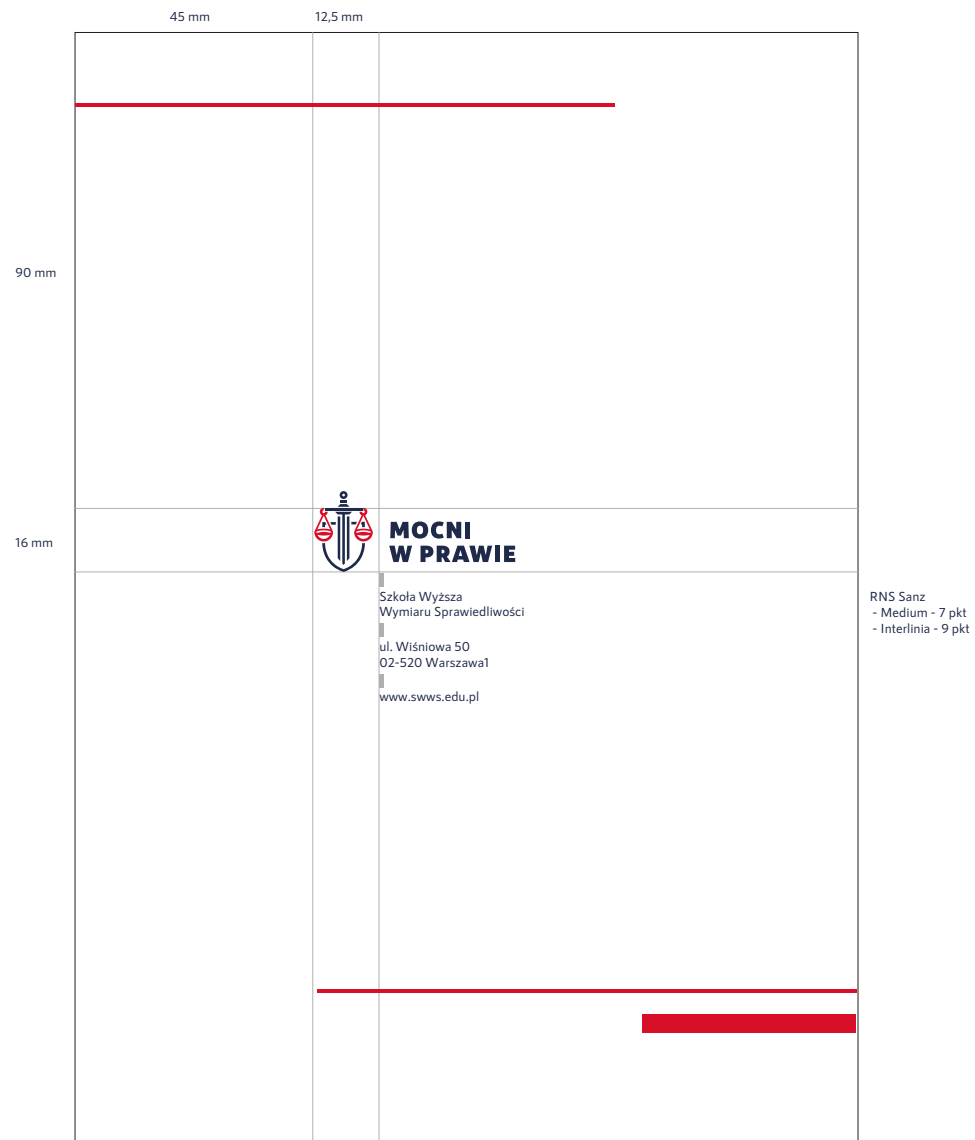 45 mm
12,5 mm
90 mm
16 mm
MOCNI
W PRAWIE
Szkoła Wyższa
Wymiaru Sprawiedliwości
ul. Wiśniowa 50
02-520 Warszawa1
www.swws.edu.pl
RNS Sanz
- Medium - 7 pkt
- Interlinia - 9 pkt